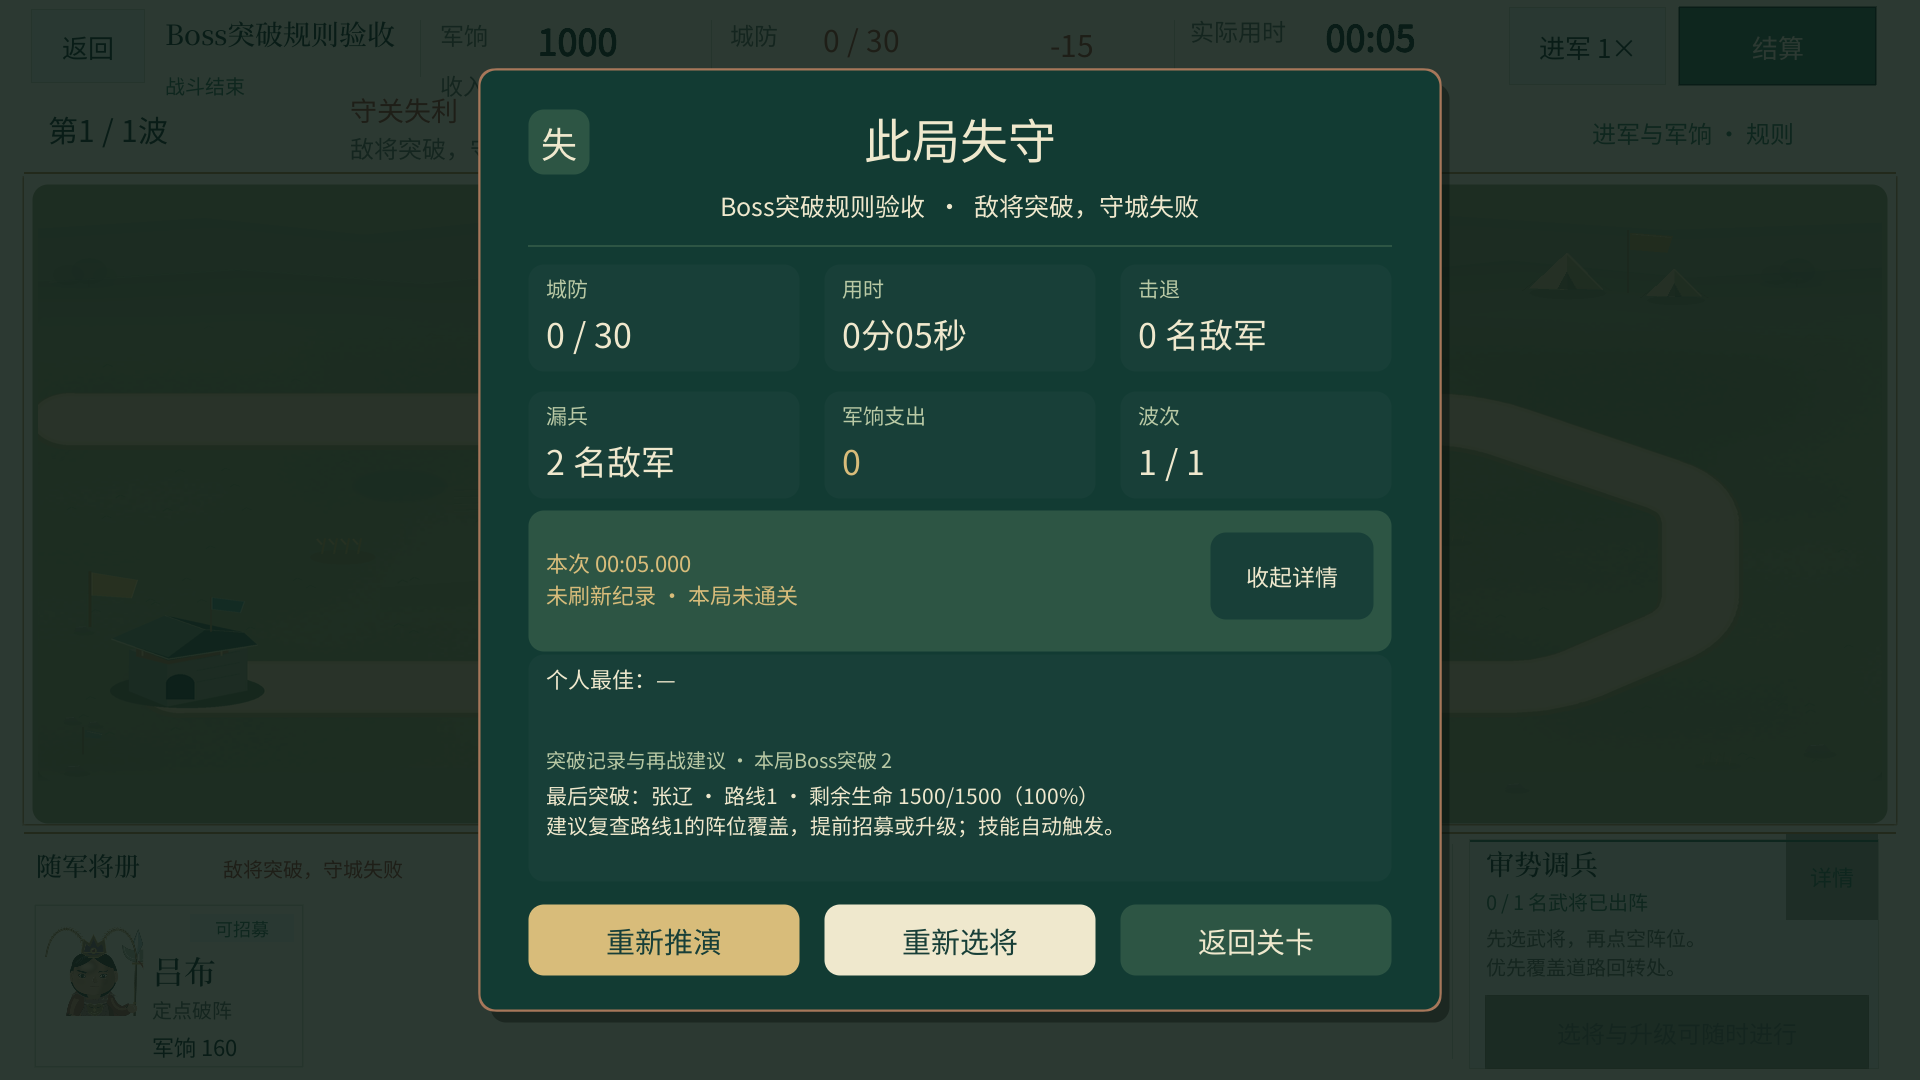 返回
Boss突破规则验收
战斗结束
军饷
1000
收入
城防
0 / 30
-15
实际用时
00:05
进军 1×
结算
第1 / 1波
守关失利
敌将突破，
进军与军饷 · 规则
失
此局失守
Boss突破规则验收 · 敌将突破，守城失败
城防
0 / 30
用时
0分05秒
击退
0 名敌军
漏兵
2 名敌军
军饷支出
0
波次
1 / 1
本次 00:05.000
未刷新纪录 · 本局未通关
收起详情
个人最佳：—
突破记录与再战建议 · 本局Boss突破 2
最后突破：张辽 · 路线1 · 剩余生命 1500/1500（100%）
建议复查路线1的阵位覆盖，提前招募或升级；技能自动触发。
重新推演
重新选将
返回关卡
随军将册
敌将突破，守城失败
可招募
吕布
定点破阵
军饷 160
审势调兵
详情
0 / 1 名武将已出阵
先选武将，再点空阵位。
优先覆盖道路回转处。
选将与升级可随时进行